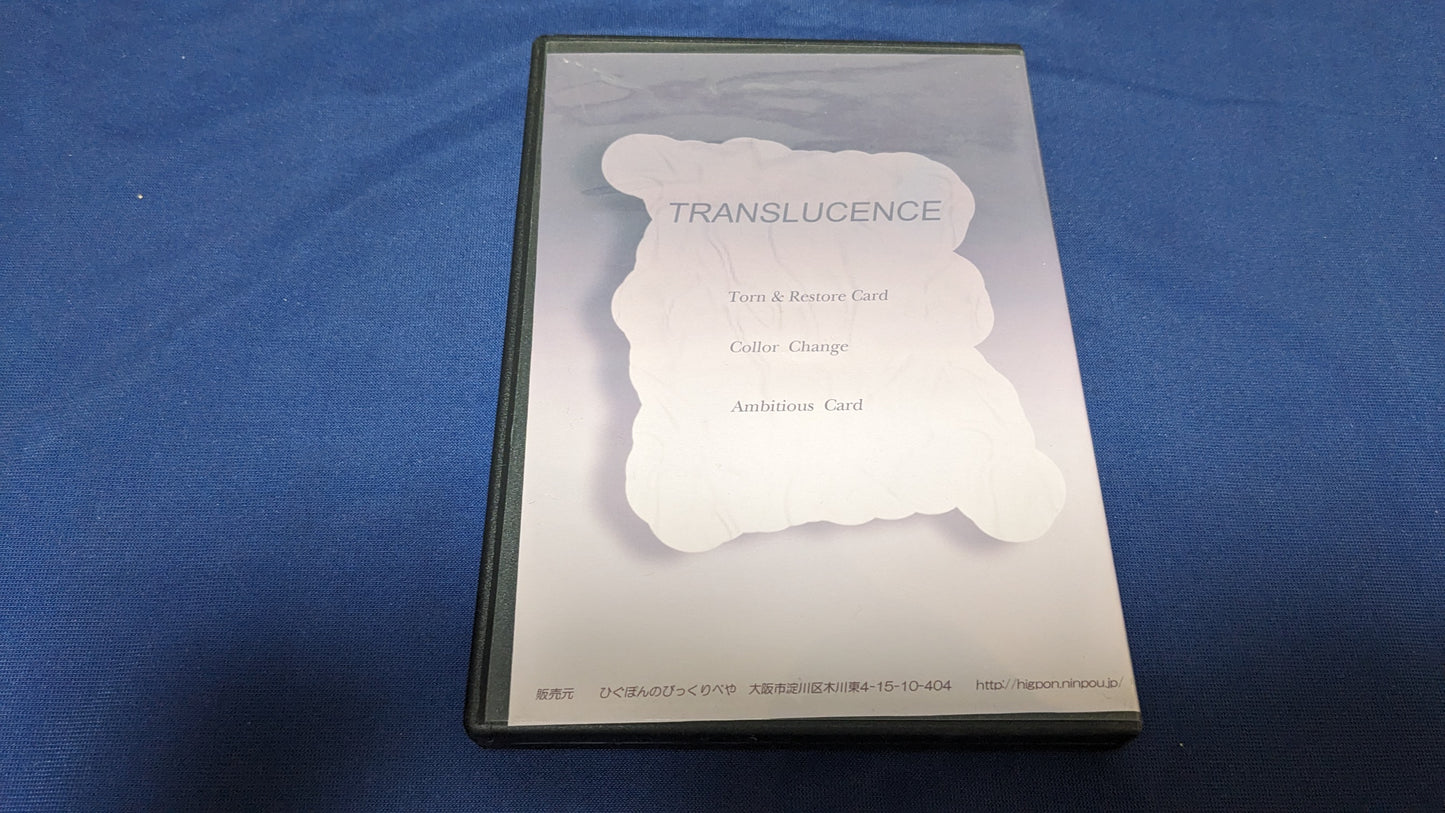 TRANSLUCENCE
Torn & Restore Card
Collor Change
Ambitious Card
販売元 ひぐぽんのびっくりべや 大阪市淀川区木川東4-15-10-404 http://higpon.ninpou.jp/